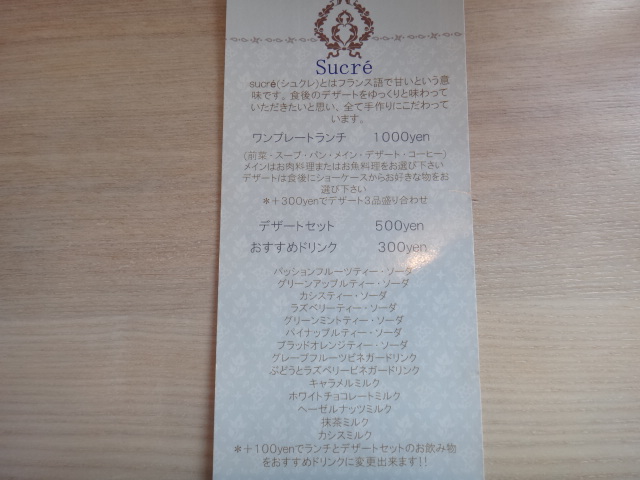 Sucré
sucré(シュクレ)とはフランス語で甘いという意
味です。食後のデザートをゆっくりと味わって
いただきたいと思い、全て手作りにこだわって
います。
ワンプレートランチ 1000yen
(前菜・スープ・パン・メイン・デザート・コーヒー)
メインはお肉料理またはお魚料理をお選び下さい
デザートは食後にショーケースからお好きな物をお
選び下さい
＊＋300yenでデザート3品盛り合わせ
デザートセット 500yen
おすすめドリンク 300yen
パッションフルーツティー・ソーダ
グリーンアップルティー・ソーダ
カシスティー・ソーダ
ラズベリーティー・ソーダ
グリーンミントティー・ソーダ
パイナップルティー・ソーダ
ブラッドオレンジティー・ソーダ
グレープフルーツビネガードリンク
ぶどうとラズベリービネガードリンク
キャラメルミルク
ホワイトチョコレートミルク
ヘーゼルナッツミルク
抹茶ミルク
カシスミルク
＊＋100yenでランチとデザートセットのお飲み物
をおすすめドリンクに変更出来ます!!